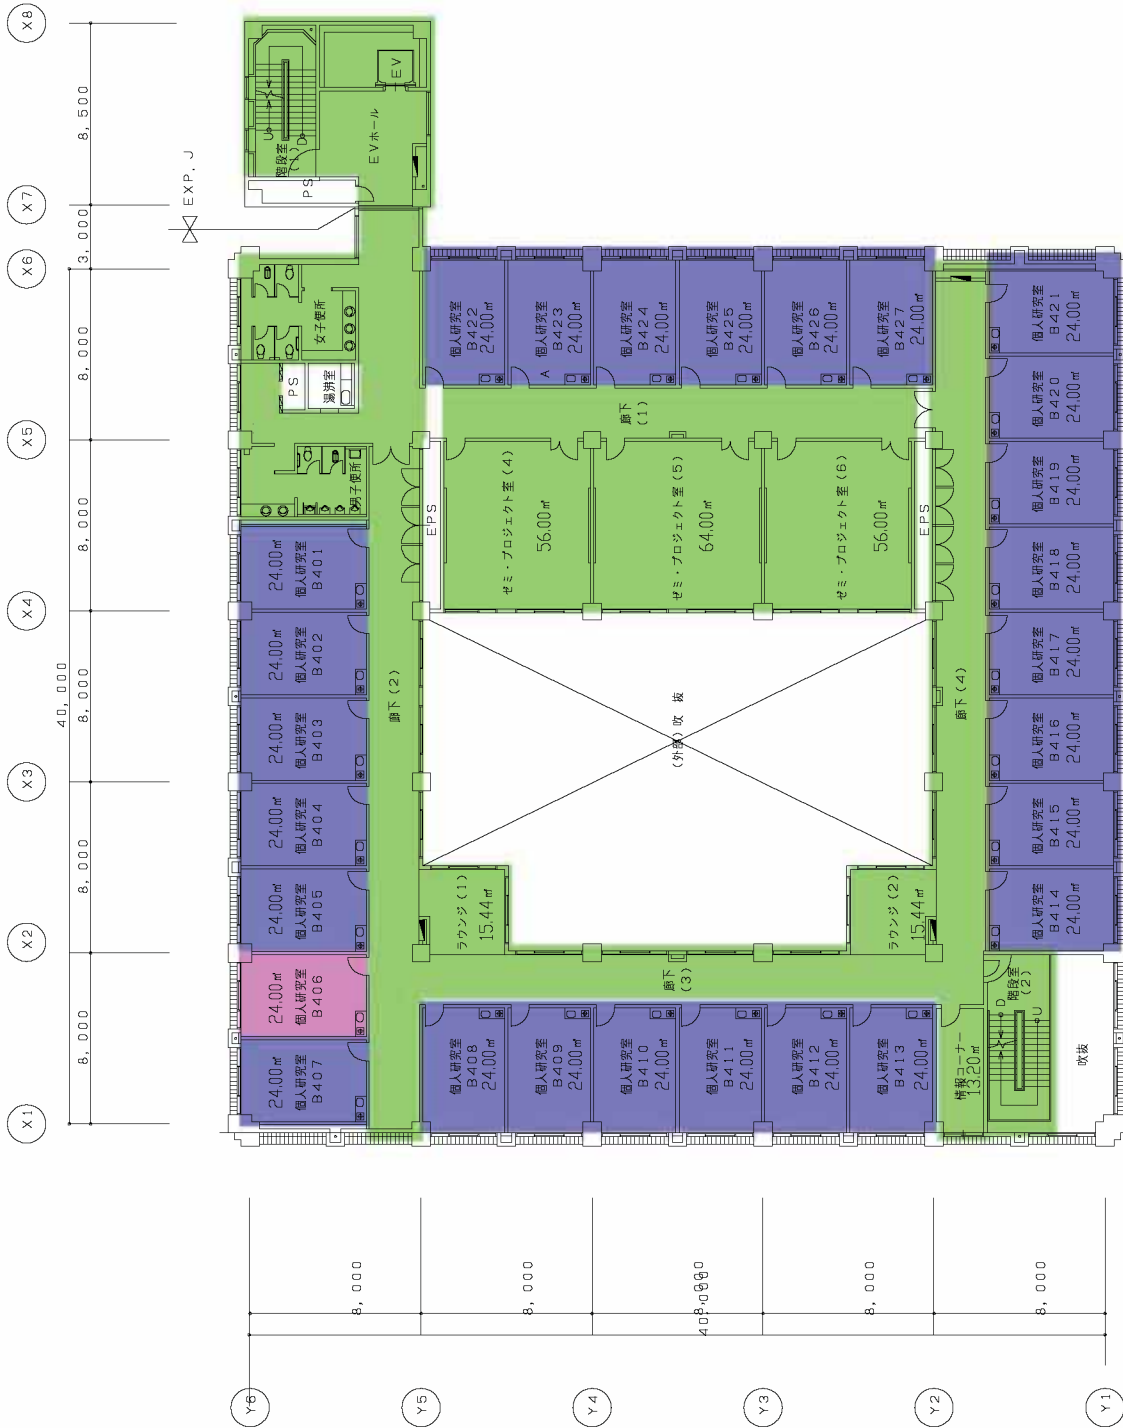 X8
8,500
X7
EXP. J
3,000
X6
8,000
X5
8,000
X4
40,000
8,000
X3
8,000
X2
8,000
X1
階段室
(1)
U
D
EV
EVホール
PS
女子便所
PS
湯沸室
男子便所
EPS
EPS
廊下
(1)
個人研究室
B422
24.00㎡
個人研究室
B423
24.00㎡
A
個人研究室
B424
24.00㎡
個人研究室
B425
24.00㎡
個人研究室
B426
24.00㎡
個人研究室
B427
24.00㎡
個人研究室
B421
24.00㎡
個人研究室
B420
24.00㎡
個人研究室
B419
24.00㎡
個人研究室
B418
24.00㎡
個人研究室
B417
24.00㎡
個人研究室
B416
24.00㎡
個人研究室
B415
24.00㎡
個人研究室
B414
24.00㎡
ゼミ・プロジェクト室(4)
56.00㎡
ゼミ・プロジェクト室(5)
64.00㎡
ゼミ・プロジェクト室(6)
56.00㎡
24.00㎡
個人研究室
B401
24.00㎡
個人研究室
B402
24.00㎡
個人研究室
B403
24.00㎡
個人研究室
B404
24.00㎡
個人研究室
B405
24.00㎡
個人研究室
B406
24.00㎡
個人研究室
B407
廊下(2)
(外部)吹抜
廊下(4)
ラウンジ(1)
15.44㎡
ラウンジ(2)
15.44㎡
廊下
(3)
個人研究室
B408
24.00㎡
個人研究室
B409
24.00㎡
個人研究室
B410
24.00㎡
個人研究室
B411
24.00㎡
個人研究室
B412
24.00㎡
個人研究室
B413
24.00㎡
情報コーナー
13.20㎡
階段室
(2)
D
U
吹抜
8,000
8,000
8,000
40,000
8,000
8,000
Y6
Y5
Y4
Y3
Y2
Y1